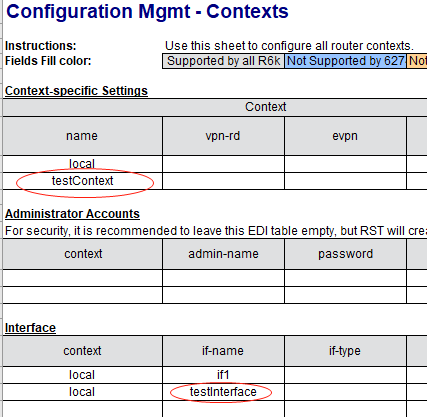 Configuration Mgmt - Contexts
Instructions: Use this sheet to configure all router contexts.
Fields Fill color: Supported by all R6k Not Supported by 627 Not
Context-specific Settings
Context
name vpn-rd evpn
local
testContext
Administrator Accounts
For security, it is recommended to leave this EDI table empty, but RST will crea
context admin-name password
Interface
context if-name if-type
local if1
local testInterface